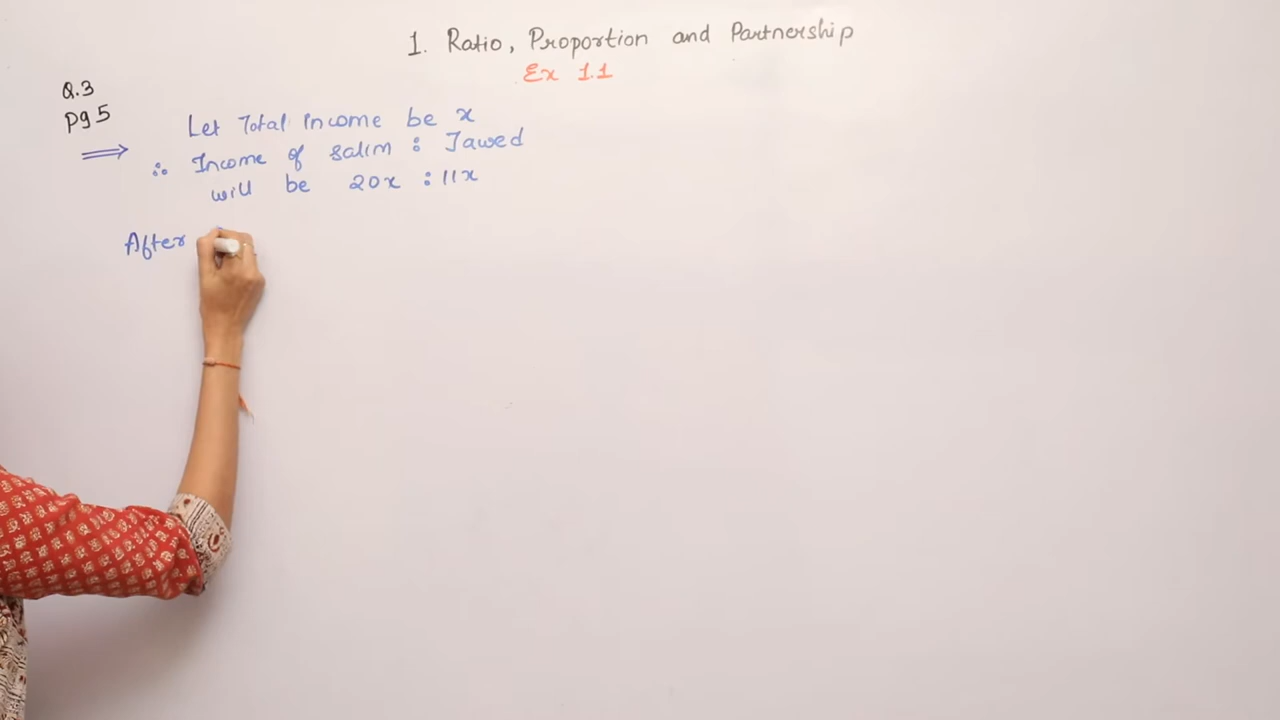 1. Ratio, Proportion and Partnership
Ex 1.1
Q.3
Pg 5
Let Total Income be x
∴ Income of Salim : Jawed
will be 20x : 11x
After